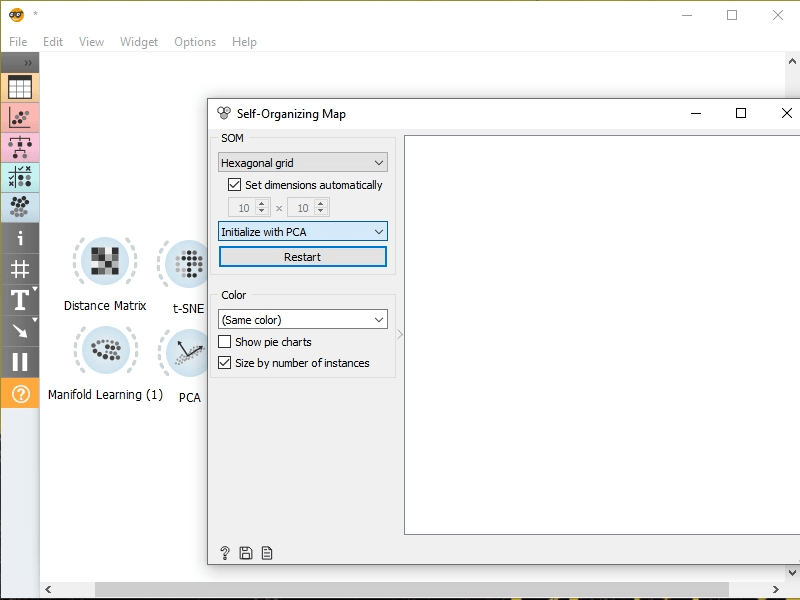 *
File Edit View Widget Options Help
»
Self-Organizing Map
SOM
Hexagonal grid
Set dimensions automatically
10 × 10
Initialize with PCA
Restart
Color
(Same color)
Show pie charts
Size by number of instances
i
#
T
?
Distance Matrix
t-SNE
Manifold Learning (1)
PCA
?